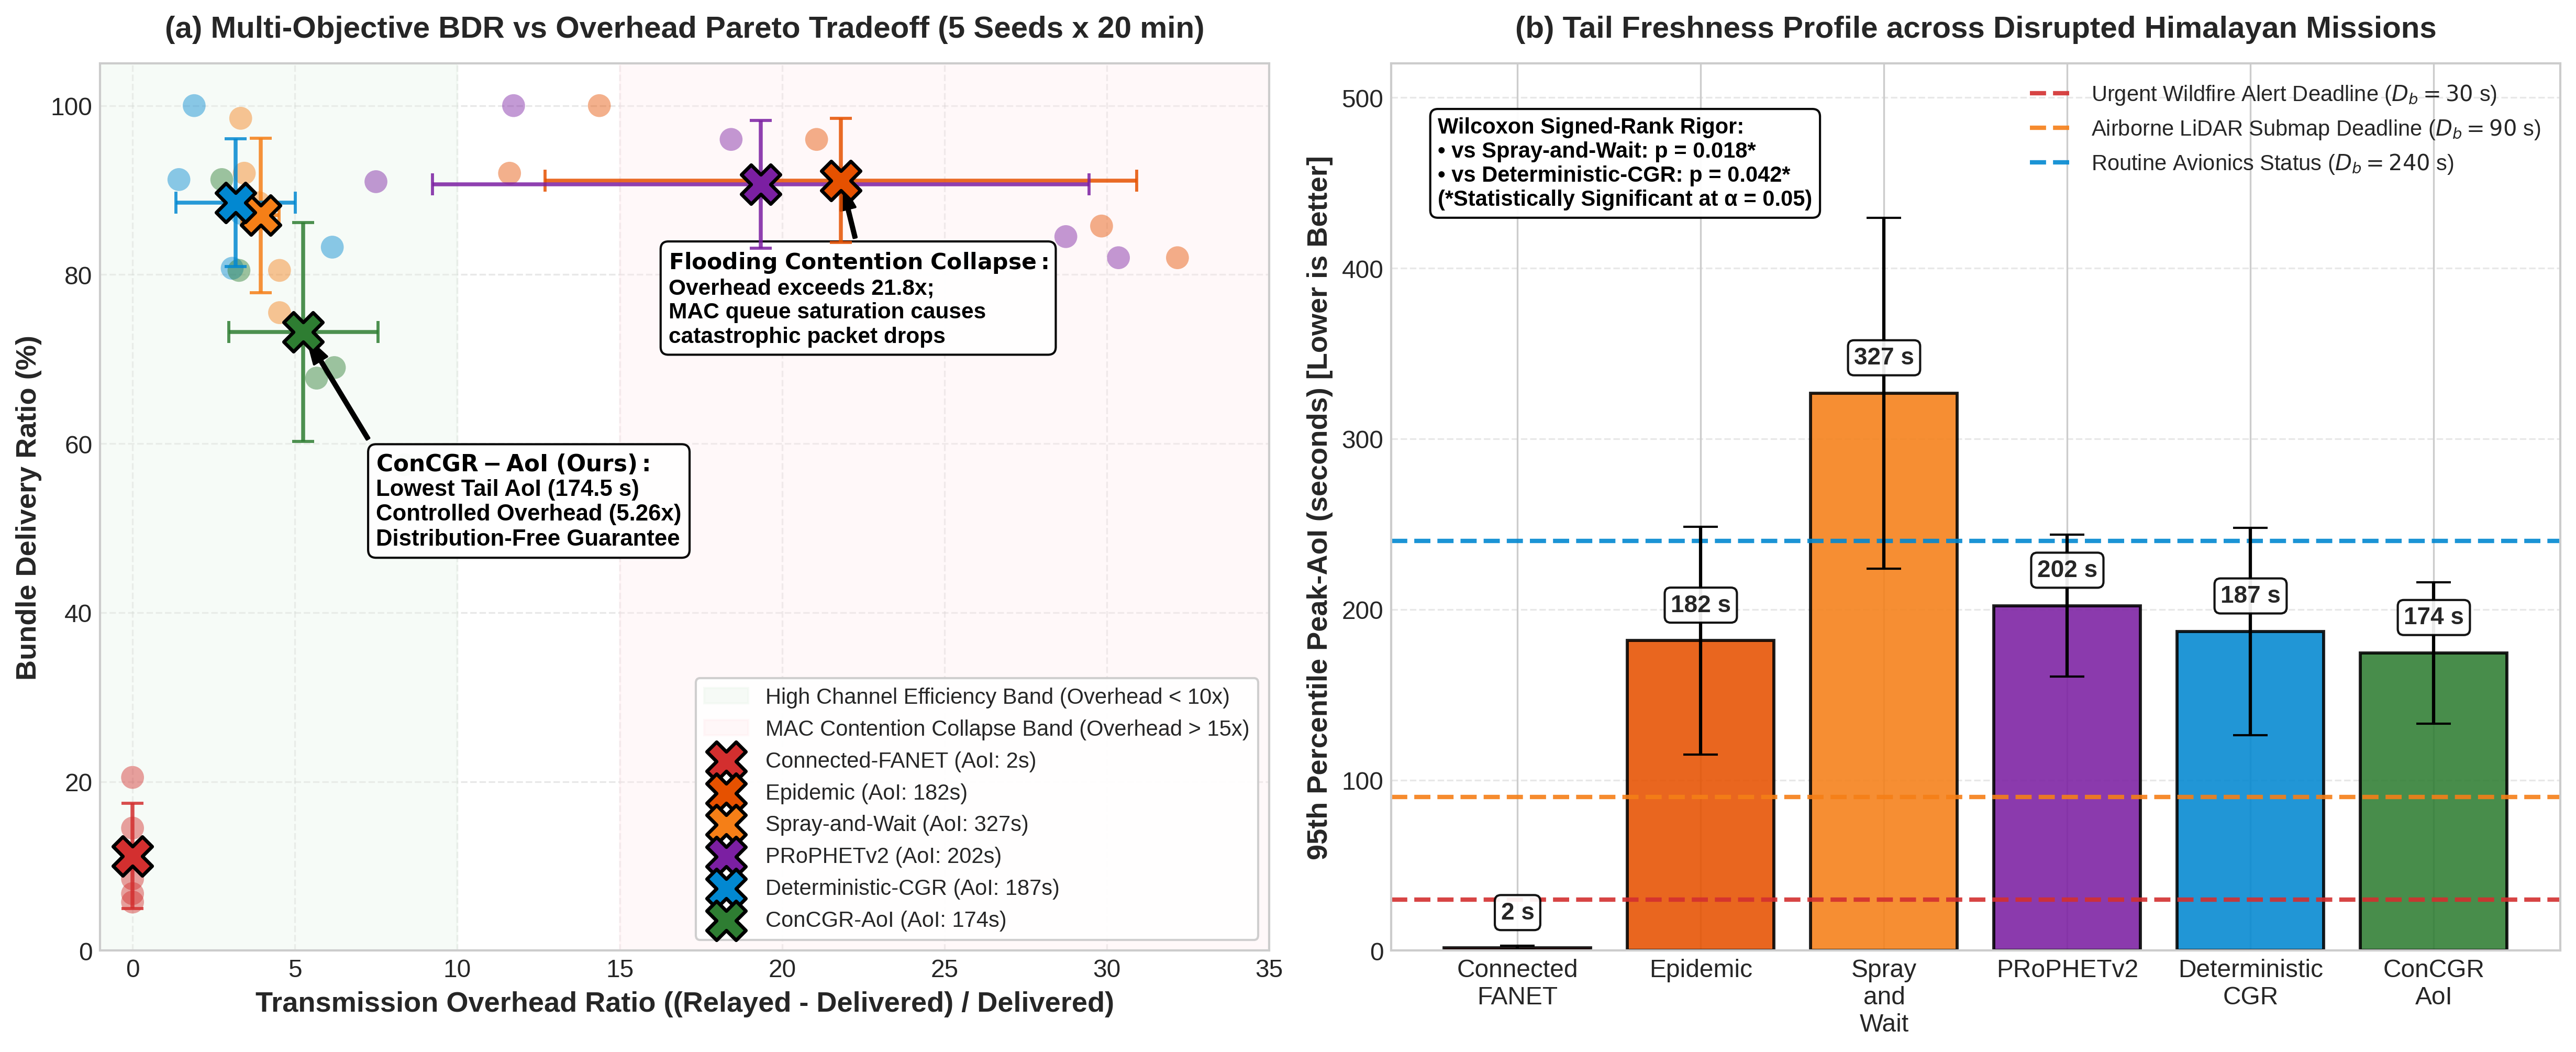 (a) Multi-Objective BDR vs Overhead Pareto Tradeoff (5 Seeds x 20 min)
Bundle Delivery Ratio (%)
100
80
60
40
20
0
0
5
10
15
20
25
30
35
Transmission Overhead Ratio ((Relayed - Delivered) / Delivered)
Flooding Contention Collapse:
Overhead exceeds 21.8x;
MAC queue saturation causes
catastrophic packet drops
ConCGR – AoI (Ours):
Lowest Tail AoI (174.5 s)
Controlled Overhead (5.26x)
Distribution-Free Guarantee
High Channel Efficiency Band (Overhead < 10x)
MAC Contention Collapse Band (Overhead > 15x)
Connected-FANET (AoI: 2s)
Epidemic (AoI: 182s)
Spray-and-Wait (AoI: 327s)
PRoPHETv2 (AoI: 202s)
Deterministic-CGR (AoI: 187s)
ConCGR-AoI (AoI: 174s)
(b) Tail Freshness Profile across Disrupted Himalayan Missions
95th Percentile Peak-AoI (seconds) [Lower is Better]
500
400
300
200
100
0
Wilcoxon Signed-Rank Rigor:
• vs Spray-and-Wait: p = 0.018*
• vs Deterministic-CGR: p = 0.042*
(*Statistically Significant at α = 0.05)
Urgent Wildfire Alert Deadline (D_b = 30 s)
Airborne LiDAR Submap Deadline (D_b = 90 s)
Routine Avionics Status (D_b = 240 s)
2 s
182 s
327 s
202 s
187 s
174 s
Connected
FANET
Epidemic
Spray
and
Wait
PRoPHETv2
Deterministic
CGR
ConCGR
AoI